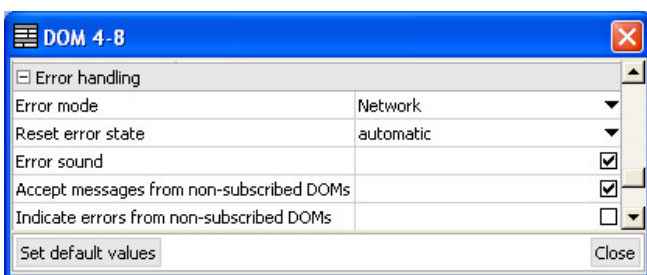 DOM 4-8
Error handling
Error mode Network
Reset error state automatic
Error sound
Accept messages from non-subscribed DOMs
Indicate errors from non-subscribed DOMs
Set default values Close